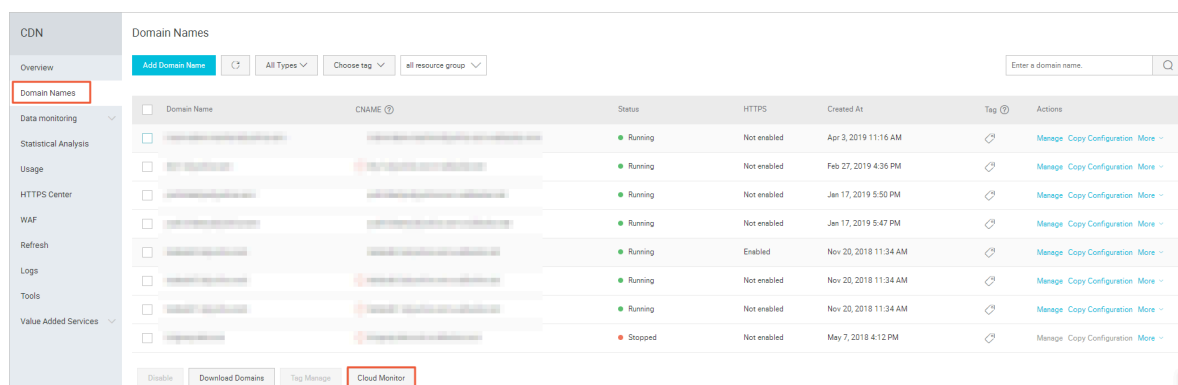 CDN
Domain Names
Overview
Domain Names
Data monitoring
Statistical Analysis
Usage
HTTPS Center
WAF
Refresh
Logs
Tools
Value Added Services
Add Domain Name All Types Choose tag all resource group Enter a domain name.
Domain Name CNAME Status HTTPS Created At Tag Actions
Running Not enabled Apr 3, 2019 11:16 AM Manage Copy Configuration More
Running Not enabled Feb 27, 2019 4:36 PM Manage Copy Configuration More
Running Not enabled Jan 17, 2019 5:50 PM Manage Copy Configuration More
Running Not enabled Jan 17, 2019 5:47 PM Manage Copy Configuration More
Running Enabled Nov 20, 2018 11:34 AM Manage Copy Configuration More
Running Not enabled Nov 20, 2018 11:34 AM Manage Copy Configuration More
Running Not enabled Nov 20, 2018 11:34 AM Manage Copy Configuration More
Stopped Not enabled May 7, 2018 4:12 PM Manage Copy Configuration More
Disable Download Domains Tag Manage Cloud Monitor